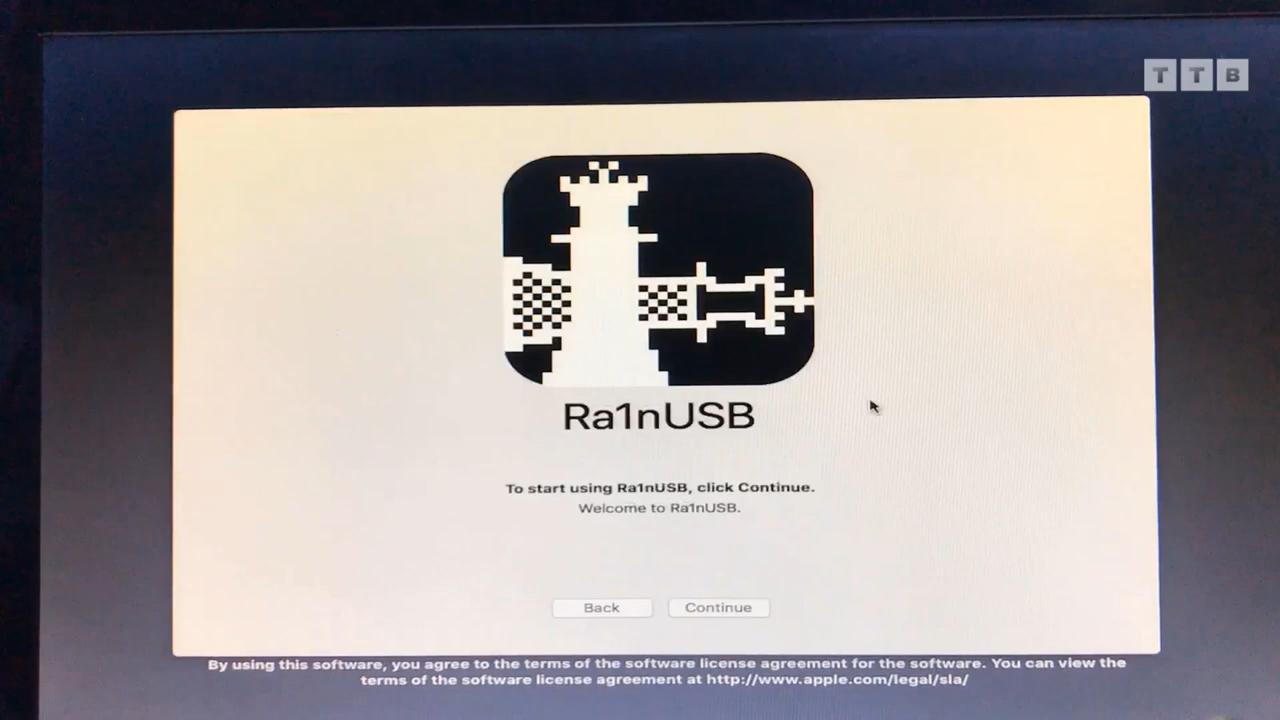 TTB
Ra1nUSB
To start using Ra1nUSB, click Continue.
Welcome to Ra1nUSB.
Back
Continue
By using this software, you agree to the terms of the software license agreement for the software. You can view the
terms of the software license agreement at http://www.apple.com/legal/sla/